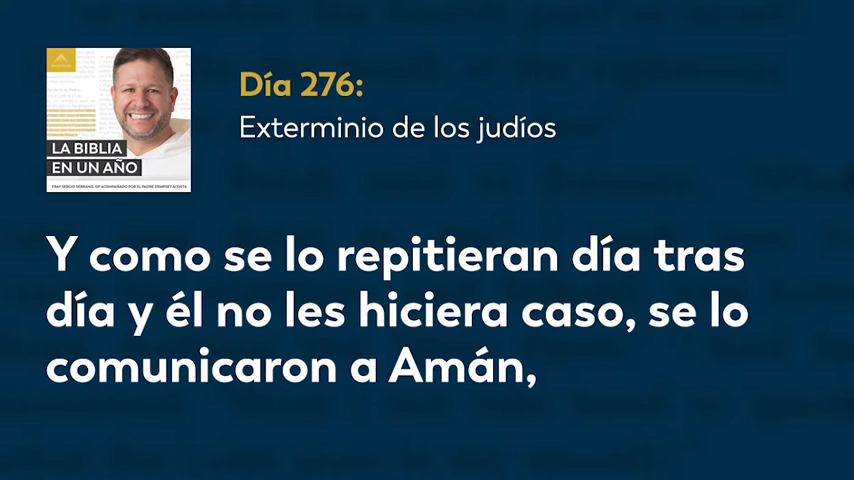 Día 276:
Exterminio de los judíos
LA BIBLIA
EN UN AÑO
Y como se lo repitieran día tras
día y él no les hiciera caso, se lo
comunicaron a Amán,